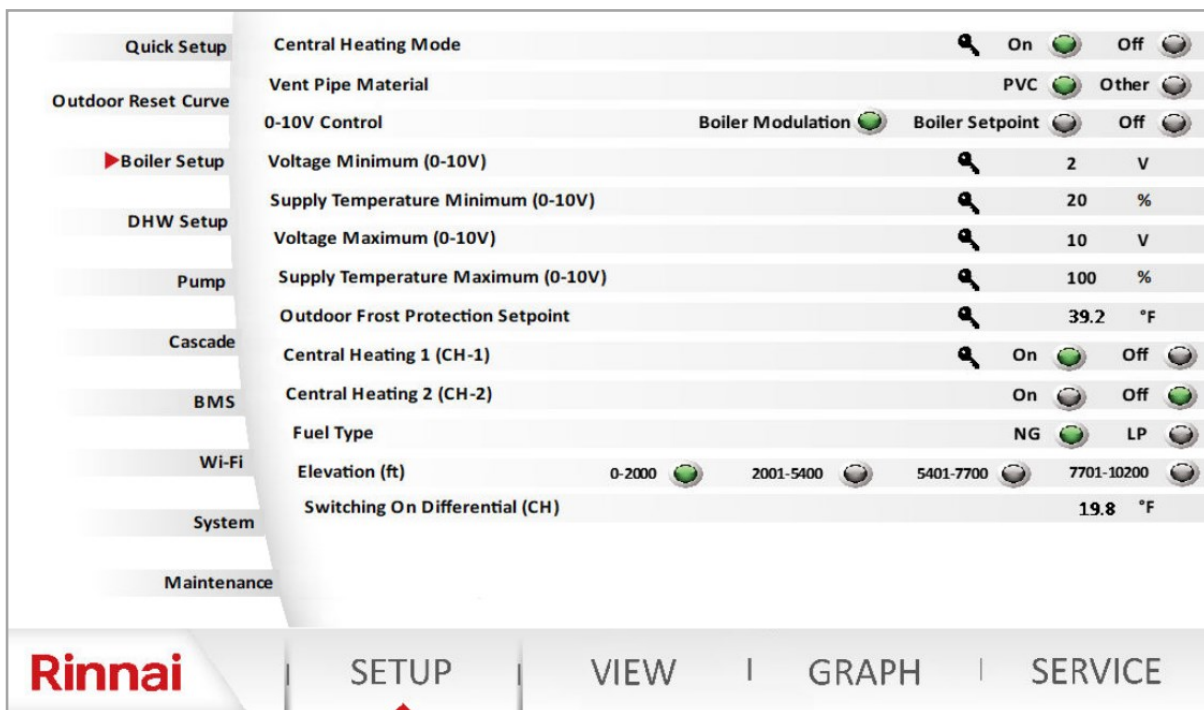 Quick Setup
Outdoor Reset Curve
Boiler Setup
DHW Setup
Pump
Cascade
BMS
Wi-Fi
System
Maintenance
Central Heating Mode On Off
Vent Pipe Material PVC Other
0-10V Control Boiler Modulation Boiler Setpoint Off
Voltage Minimum (0-10V) 2 V
Supply Temperature Minimum (0-10V) 20 %
Voltage Maximum (0-10V) 10 V
Supply Temperature Maximum (0-10V) 100 %
Outdoor Frost Protection Setpoint 39.2 °F
Central Heating 1 (CH-1) On Off
Central Heating 2 (CH-2) On Off
Fuel Type NG LP
Elevation (ft) 0-2000 2001-5400 5401-7700 7701-10200
Switching On Differential (CH) 19.8 °F
Rinnai SETUP VIEW GRAPH SERVICE